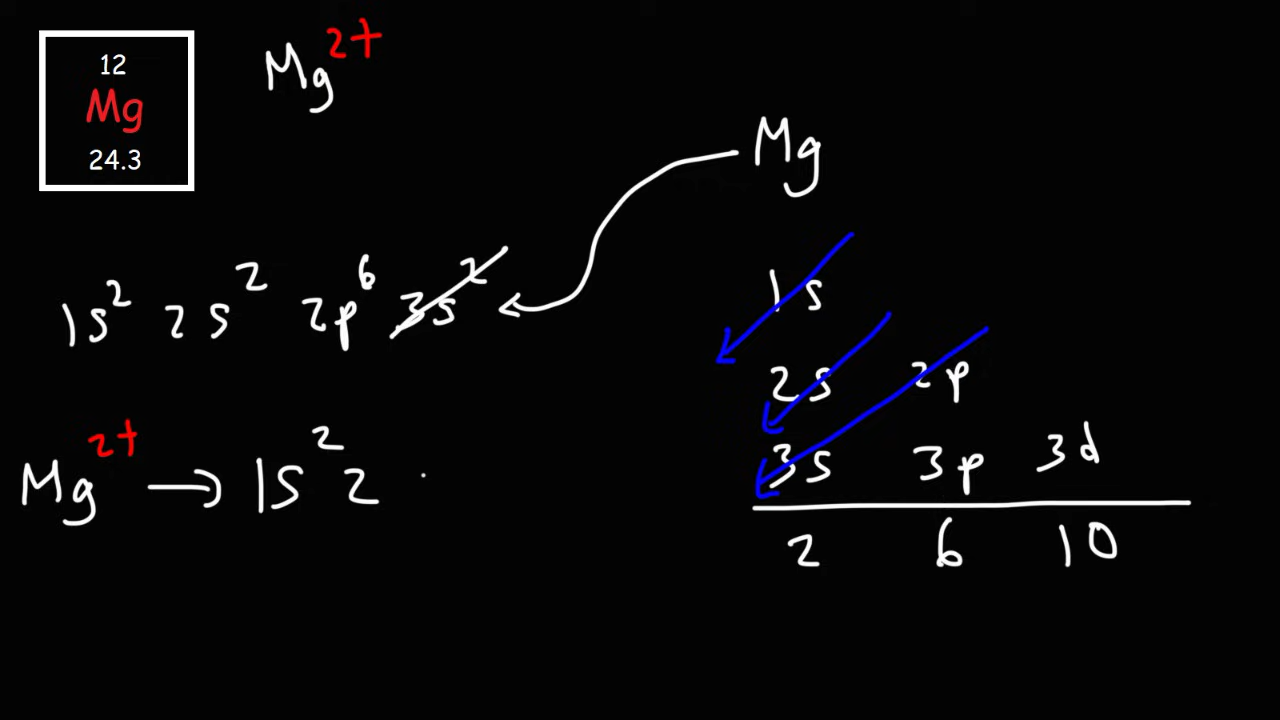 12
Mg
24.3
Mg²⁺
Mg
1s² 2s² 2p⁶ 3s²
Mg²⁺ → 1s² 2
1s
2s 2p
3s 3p 3d
2 6 10